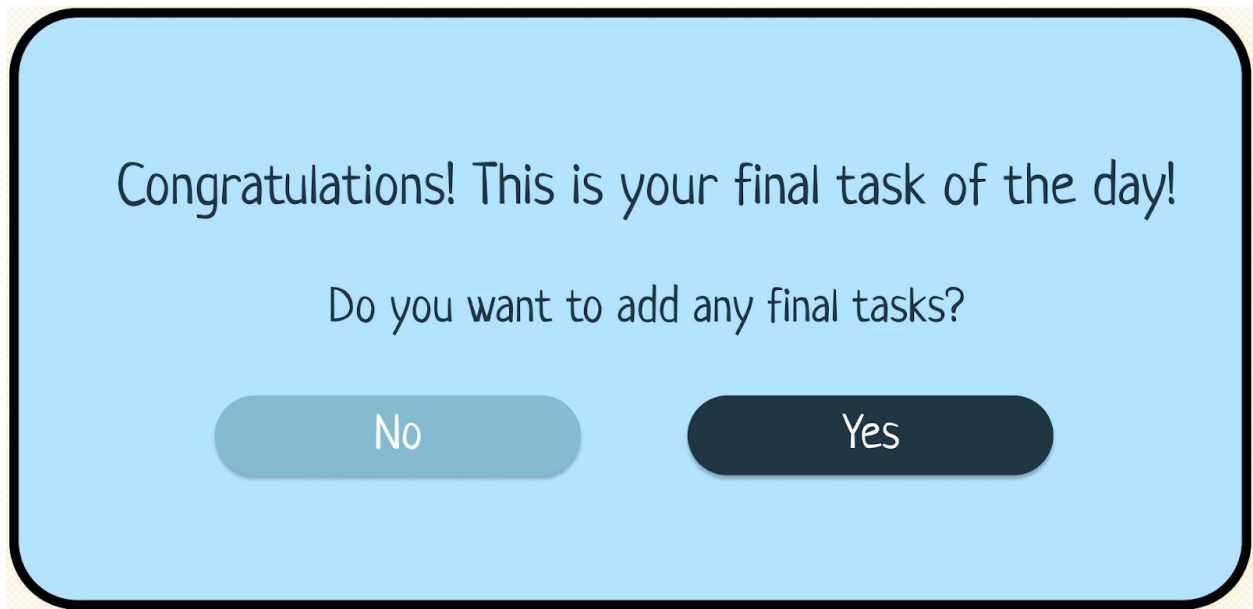 Congratulations! This is your final task of the day!
Do you want to add any final tasks?
No
Yes